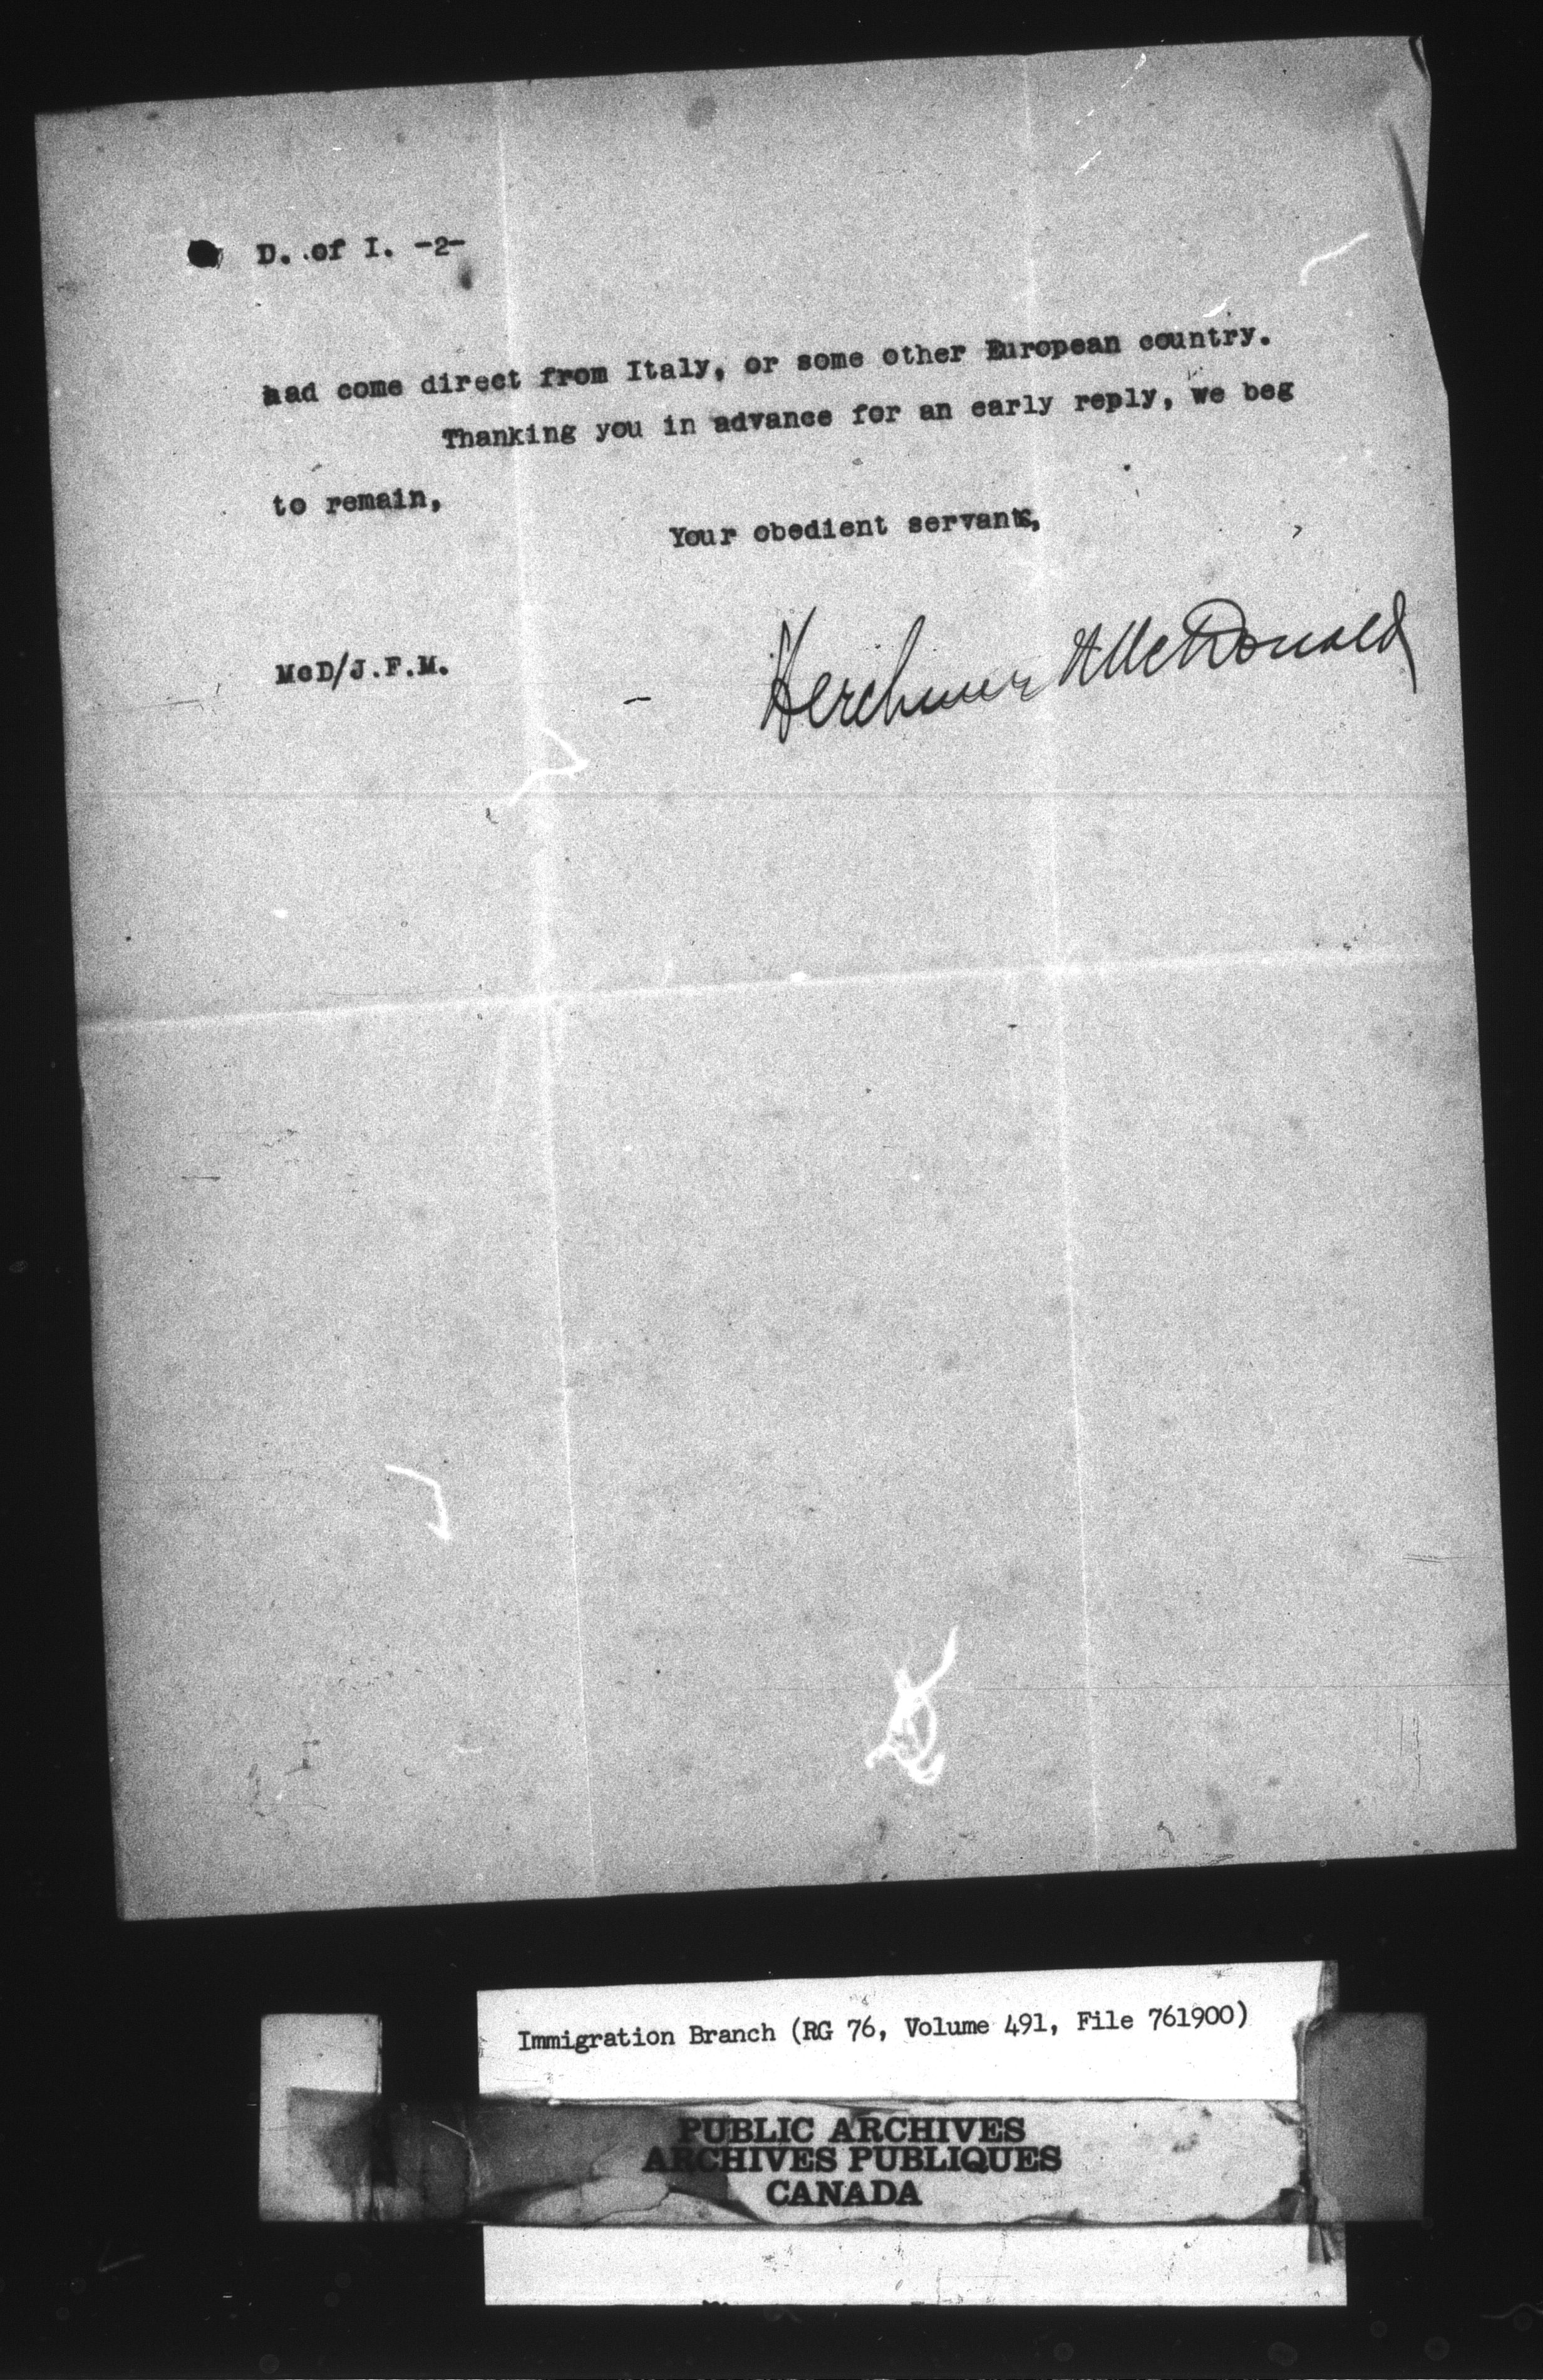 D. of I. -2-
had come direct from Italy, or some other European country.
Thanking you in advance for an early reply, we beg
to remain,
Your obedient servants,
McD/J.F.M.
Herchmer & McDonald
Immigration Branch (RG 76, Volume 491, File 761900)
PUBLIC ARCHIVES
ARCHIVES PUBLIQUES
CANADA